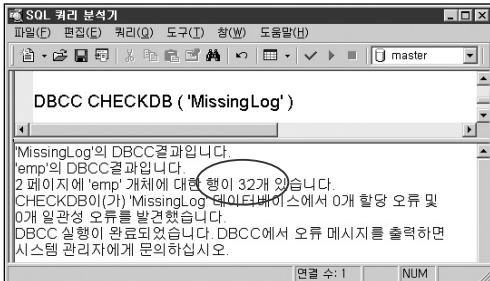 SQL 쿼리 분석기
파일(F) 편집(E) 쿼리(Q) 도구(T) 창(W) 도움말(H)
master
DBCC CHECKDB ( 'MissingLog' )
'MissingLog'의 DBCC결과입니다.
'emp'의 DBCC결과입니다.
2 페이지에 'emp' 개체에 대한 행이 32개 있습니다.
CHECKDB이(가) 'MissingLog' 데이터베이스에서 0개 할당 오류 및
0개 일관성 오류를 발견했습니다.
DBCC 실행이 완료되었습니다. DBCC에서 오류 메시지를 출력하면
시스템 관리자에게 문의하십시오.
연결 수: 1 NUM